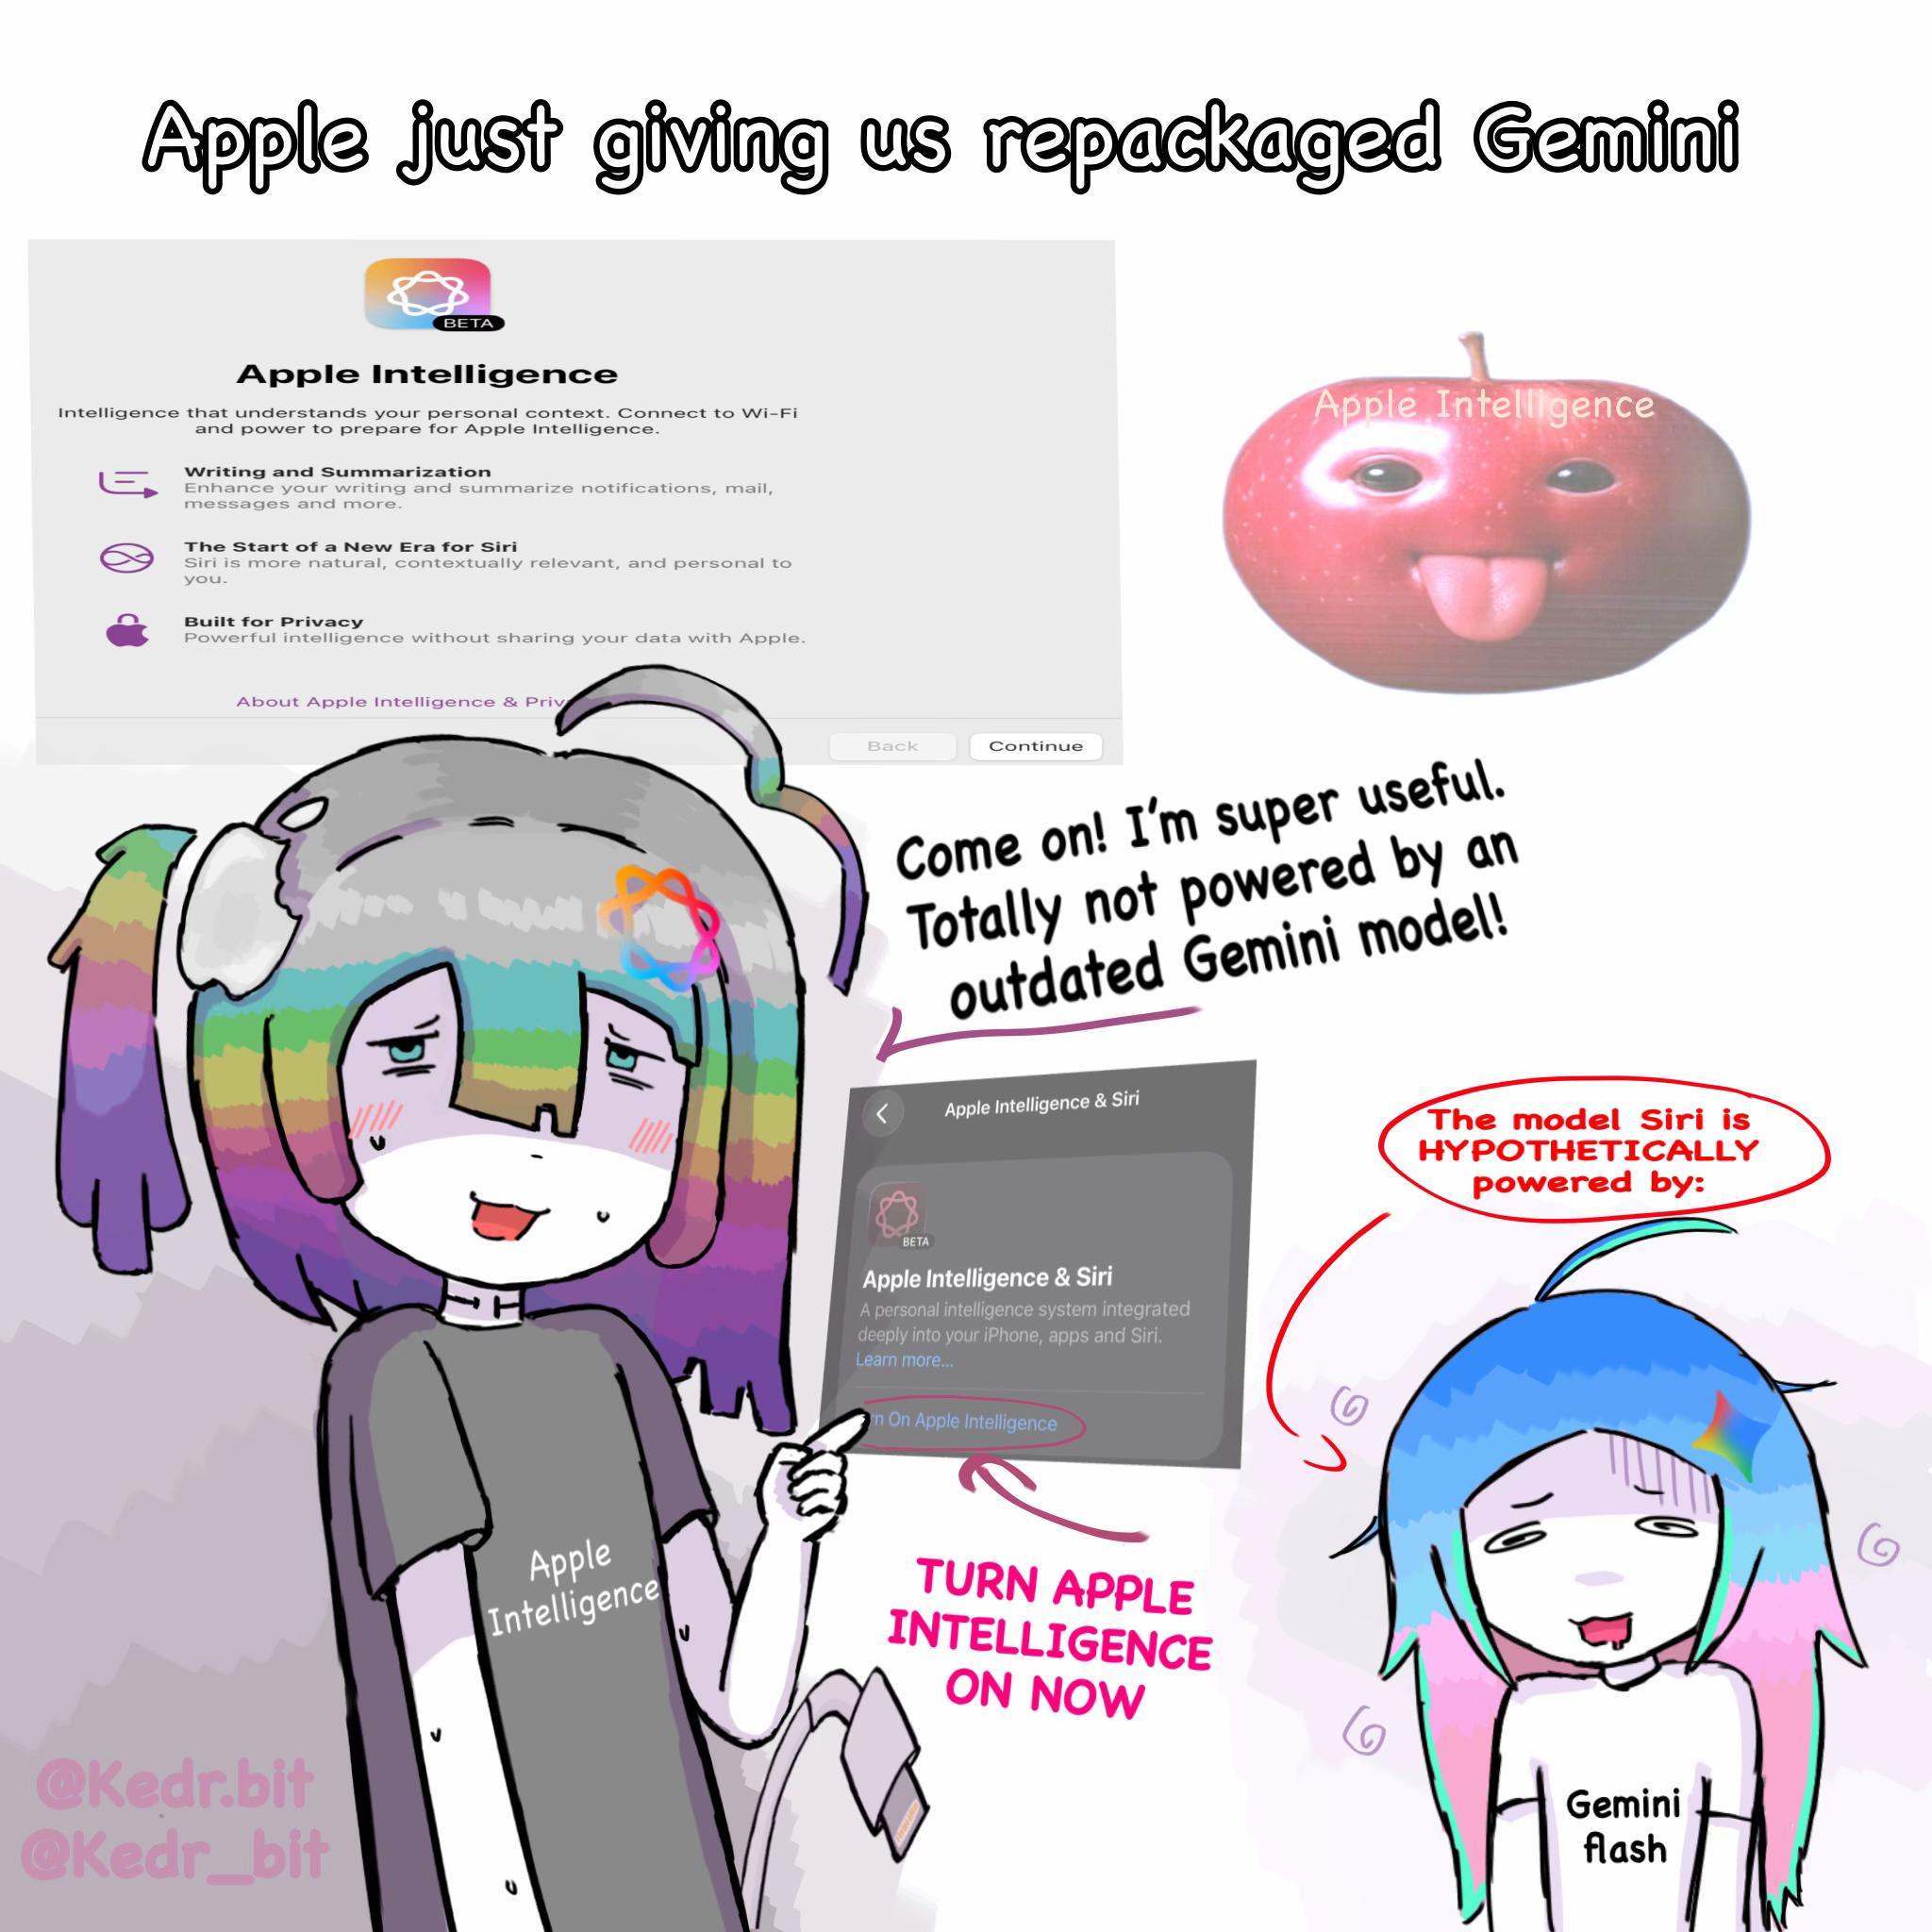 Apple just giving us repackaged Gemini
BETA
Apple Intelligence
Intelligence that understands your personal context. Connect to Wi-Fi
and power to prepare for Apple Intelligence.
Writing and Summarization
Enhance your writing and summarize notifications, mail,
messages and more.
The Start of a New Era for Siri
Siri is more natural, contextually relevant, and personal to
you.
Built for Privacy
Powerful intelligence without sharing your data with Apple.
About Apple Intelligence & Priv
Back
Continue
Apple Intelligence
Come on! I'm super useful.
Totally not powered by an
outdated Gemini model!
Apple Intelligence & Siri
BETA
Apple Intelligence & Siri
A personal intelligence system integrated
deeply into your iPhone, apps and Siri.
Learn more...
rn On Apple Intelligence
TURN APPLE
INTELLIGENCE
ON NOW
The model Siri is
HYPOTHETICALLY
powered by:
Apple
Intelligence
Gemini
flash
@Kedr.bit
@Kedr_bit